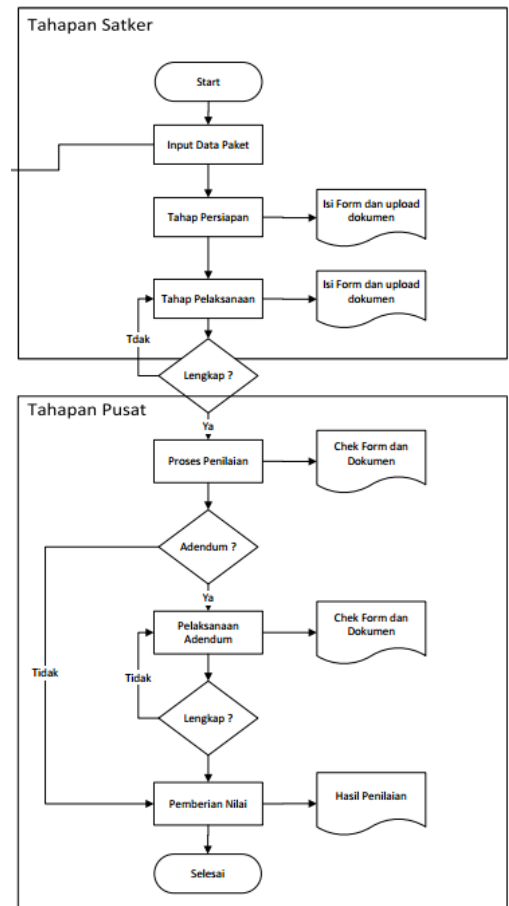 Tahapan Satker
Start
Input Data Paket
Tahap Persiapan
Isi Form dan upload
dokumen
Tahap Pelaksanaan
Isi Form dan upload
dokumen
Tdak
Lengkap ?
Tahapan Pusat
Ya
Proses Penilaian
Chek Form dan
Dokumen
Adendum ?
Ya
Pelaksanaan
Adendum
Chek Form dan
Dokumen
Tidak
Tidak
Lengkap ?
Pemberian Nilai
Hasil Penilaian
Selesai